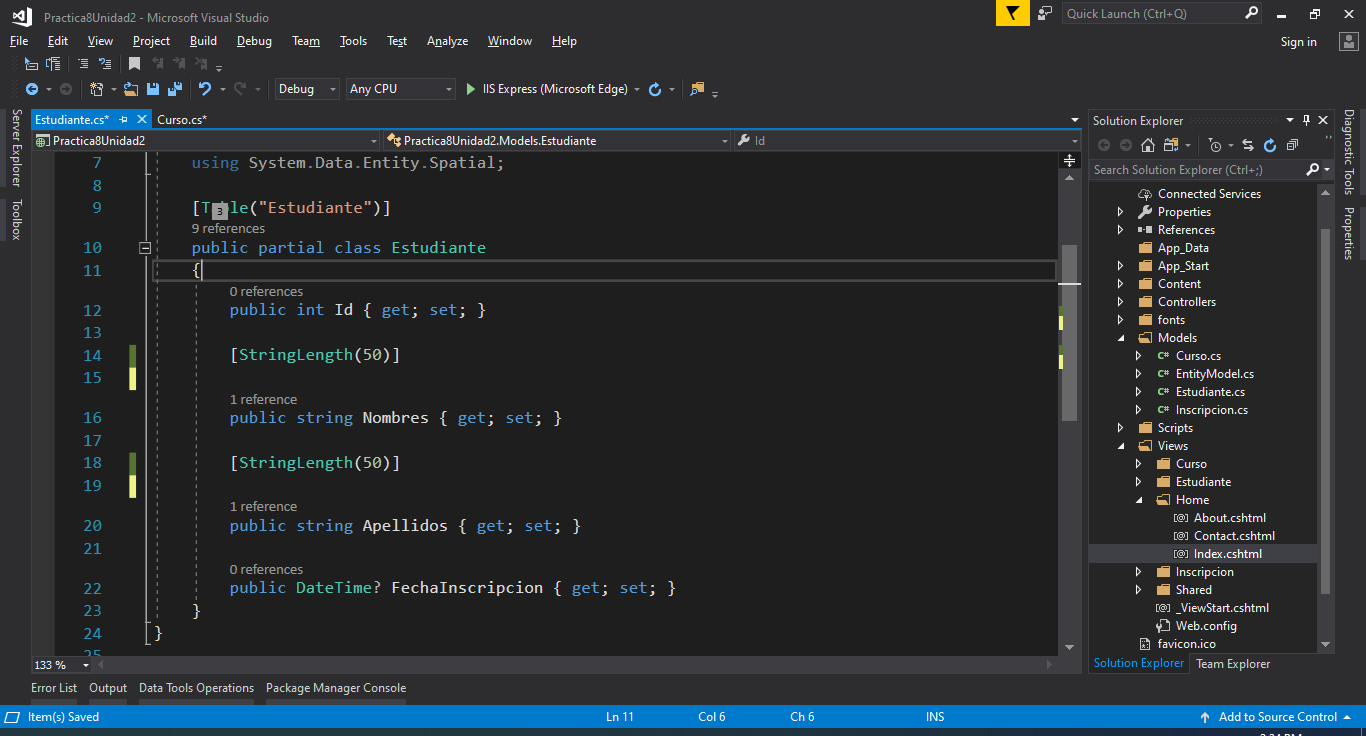 Practica8Unidad2 - Microsoft Visual Studio
Quick Launch (Ctrl+Q)
File Edit View Project Build Debug Team Tools Test Analyze Window Help
Sign in
Debug Any CPU IIS Express (Microsoft Edge)
Server Explorer
Toolbox
Estudiante.cs* Curso.cs*
Practica8Unidad2 Practica8Unidad2.Models.Estudiante Id
7 using System.Data.Entity.Spatial;
8
9 [Table("Estudiante")]
3
9 references
10 public partial class Estudiante
11 {
0 references
12 public int Id { get; set; }
13
14 [StringLength(50)]
15
1 reference
16 public string Nombres { get; set; }
17
18 [StringLength(50)]
19
1 reference
20 public string Apellidos { get; set; }
21
0 references
22 public DateTime? FechaInscripcion { get; set; }
23 }
24 }
25
133 %
Solution Explorer
Search Solution Explorer (Ctrl+;)
Connected Services
Properties
References
App_Data
App_Start
Content
Controllers
fonts
Models
C# Curso.cs
C# EntityModel.cs
C# Estudiante.cs
C# Inscripcion.cs
Scripts
Views
Curso
Estudiante
Home
[@] About.cshtml
[@] Contact.cshtml
[@] Index.cshtml
Inscripcion
Shared
[@] _ViewStart.cshtml
Web.config
favicon.ico
Solution Explorer Team Explorer
Diagnostic Tools
Properties
Error List Output Data Tools Operations Package Manager Console
Item(s) Saved Ln 11 Col 6 Ch 6 INS Add to Source Control